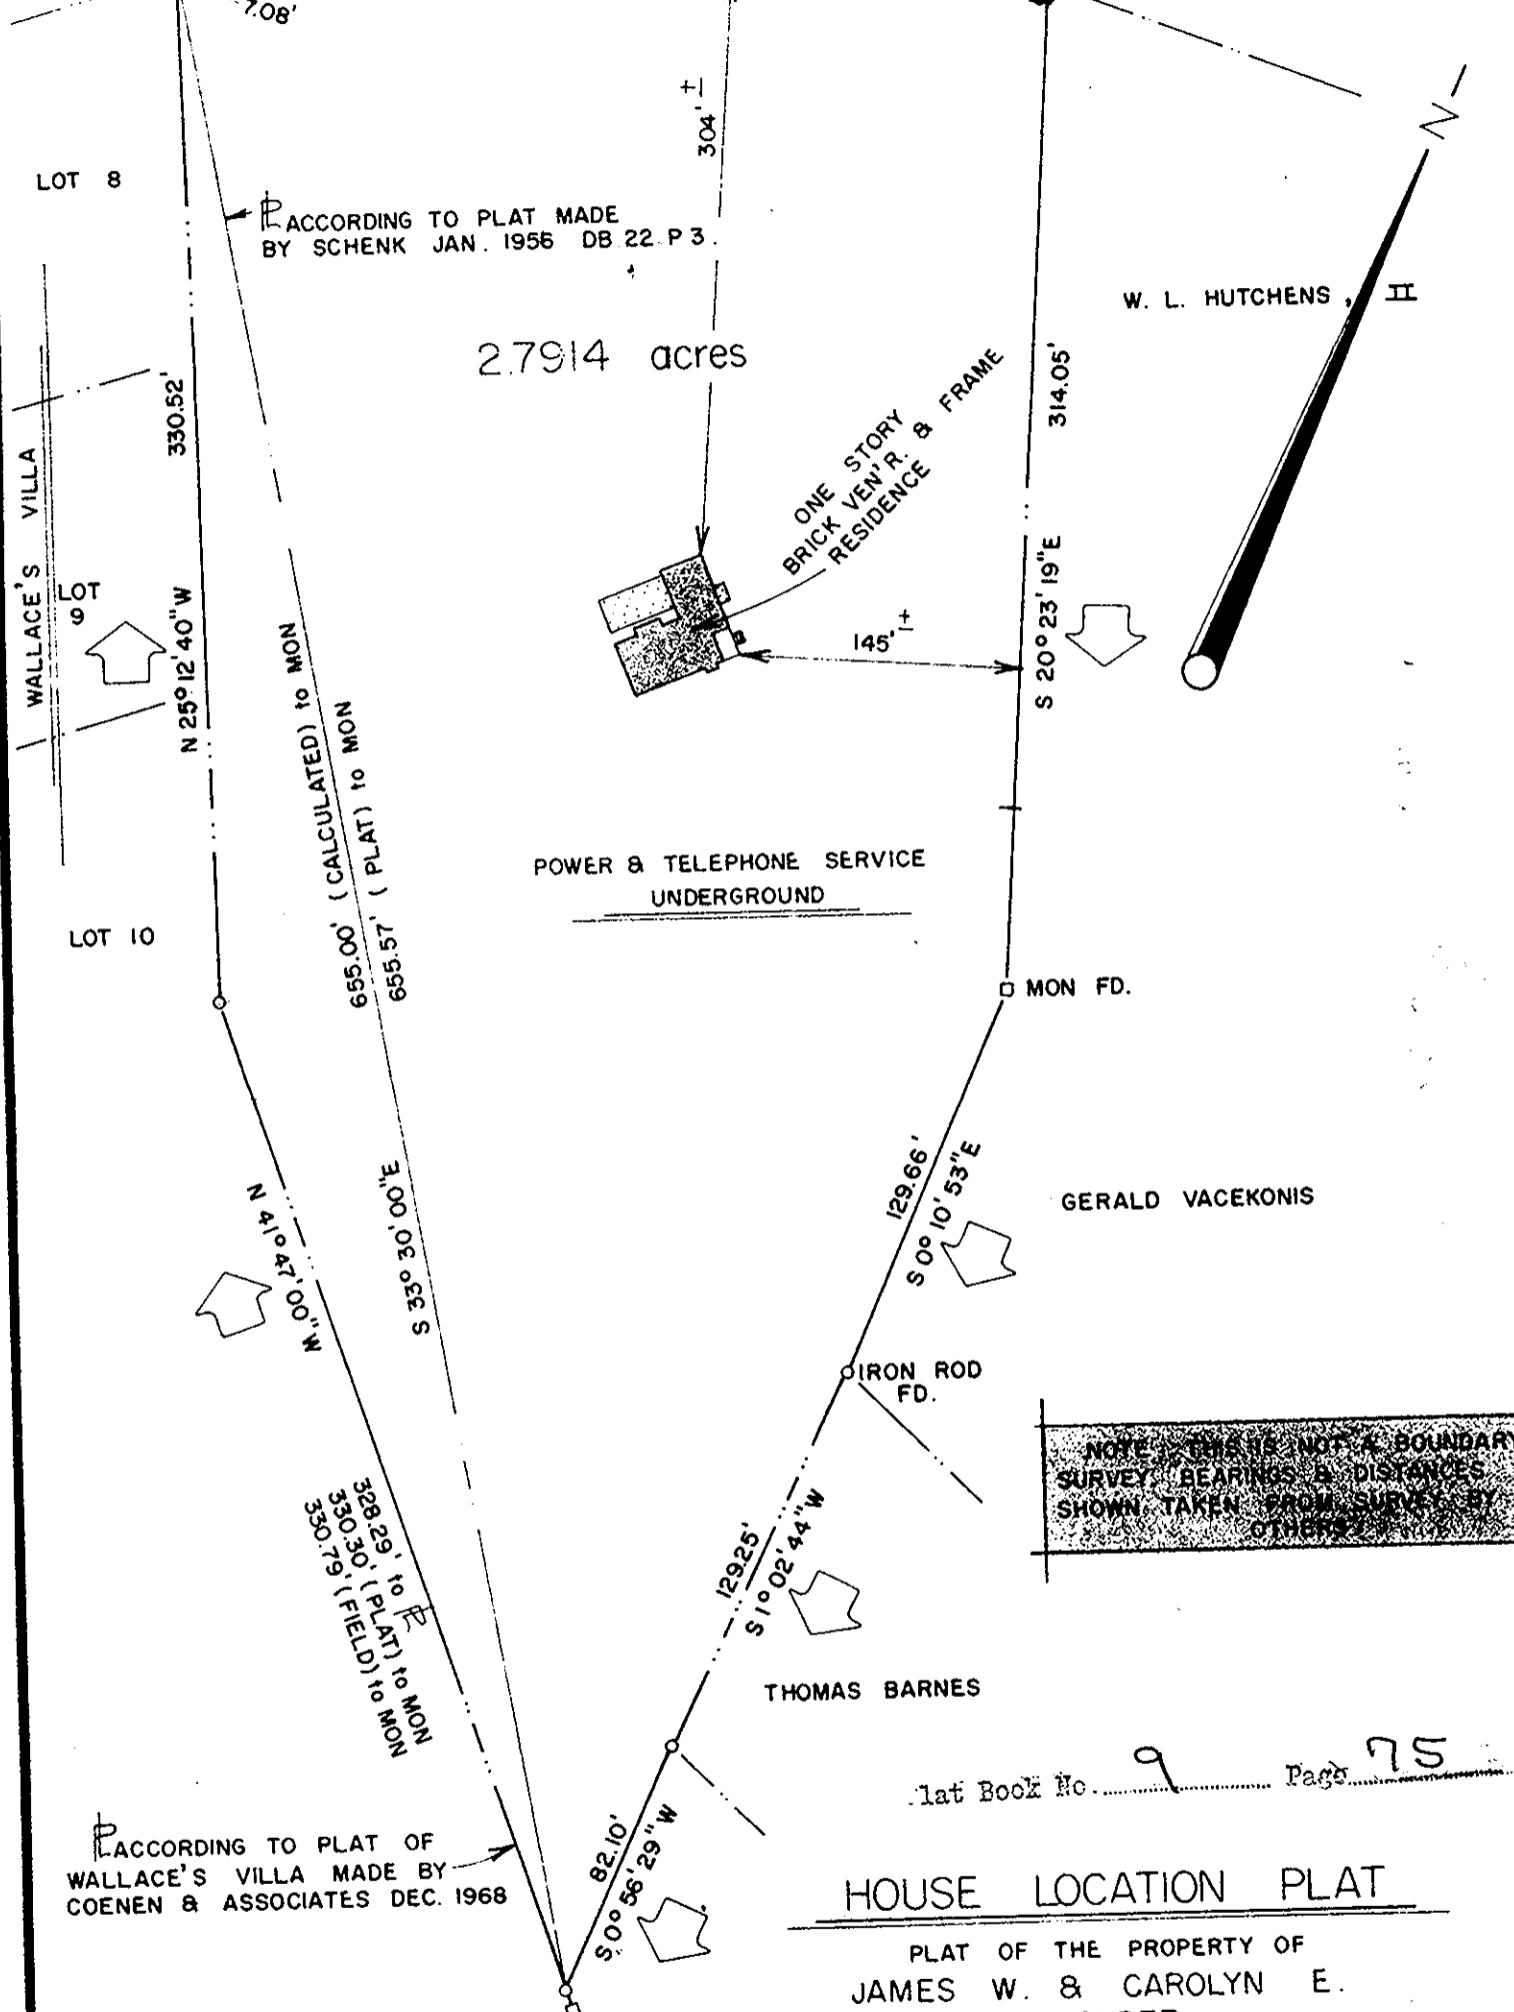 7.08'
304' ±
N
LOT 8
℄ ACCORDING TO PLAT MADE
BY SCHENK JAN. 1956 DB 22 P 3.
W. L. HUTCHENS, II
2.7914 acres
330.52'
N 25° 12' 40" W
314.05'
S 20° 23' 19" E
ONE STORY
BRICK VEN'R. & FRAME
RESIDENCE
WALLACE'S VILLA
LOT
9
145' ±
655.00' (CALCULATED) to MON
655.57' (PLAT) to MON
S 33° 30' 00" E
POWER & TELEPHONE SERVICE
UNDERGROUND
LOT 10
MON FD.
N 41° 47' 00" W
129.66'
S 0° 10' 53" E
GERALD VACEKONIS
IRON ROD
FD.
NOTE: THIS IS NOT A BOUNDARY
SURVEY. BEARINGS & DISTANCES
SHOWN TAKEN FROM SURVEY BY
OTHERS.
328.29' to ℄
330.30' (PLAT) to MON
330.79' (FIELD) to MON
129.25'
S 1° 02' 44" W
THOMAS BARNES
lat Book No. 9 Page 75
82.10'
S 0° 56' 29" W
℄ ACCORDING TO PLAT OF
WALLACE'S VILLA MADE BY
COENEN & ASSOCIATES DEC. 1968
HOUSE LOCATION PLAT
PLAT OF THE PROPERTY OF
JAMES W. & CAROLYN E.